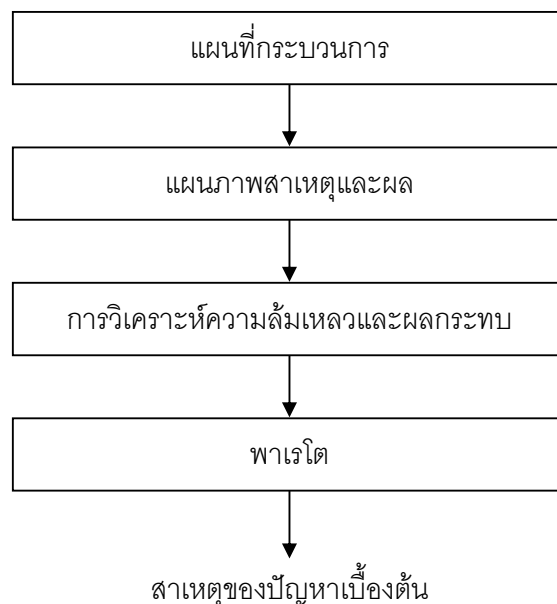 แผนที่กระบวนการ
แผนภาพสาเหตุและผล
การวิเคราะห์ความล้มเหลวและผลกระทบ
พาเรโต
สาเหตุของปัญหาเบื้องต้น